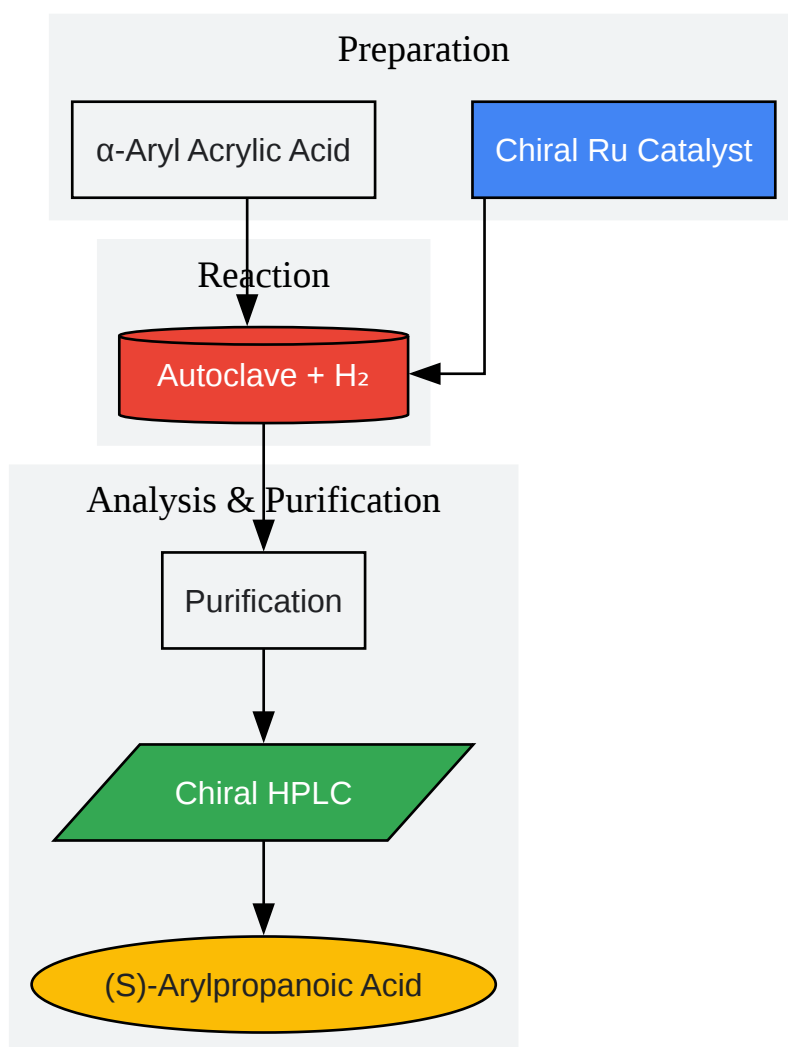 Preparation
α-Aryl Acrylic Acid
Chiral Ru Catalyst
Reaction
Autoclave + H₂
Analysis & Purification
Purification
Chiral HPLC
(S)-Arylpropanoic Acid